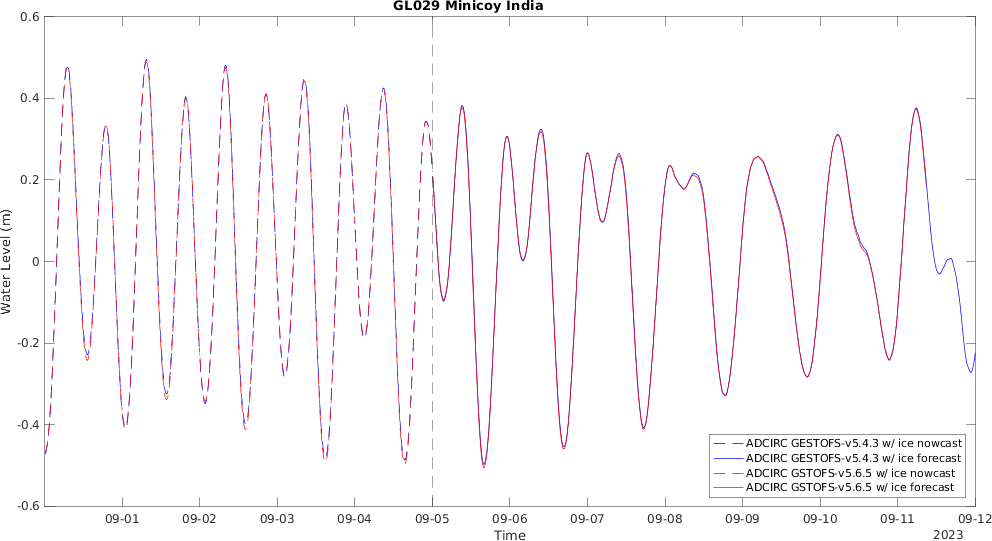 GL029 Minicoy India
0.6
0.4
0.2
0
-0.2
-0.4
-0.6
Water Level (m)
ADCIRC GESTOFS-v5.4.3 w/ ice nowcast
ADCIRC GESTOFS-v5.4.3 w/ ice forecast
ADCIRC GSTOFS-v5.6.5 w/ ice nowcast
ADCIRC GSTOFS-v5.6.5 w/ ice forecast
09-01 09-02 09-03 09-04 09-05 09-06 09-07 09-08 09-09 09-10 09-11 09-12
Time
2023